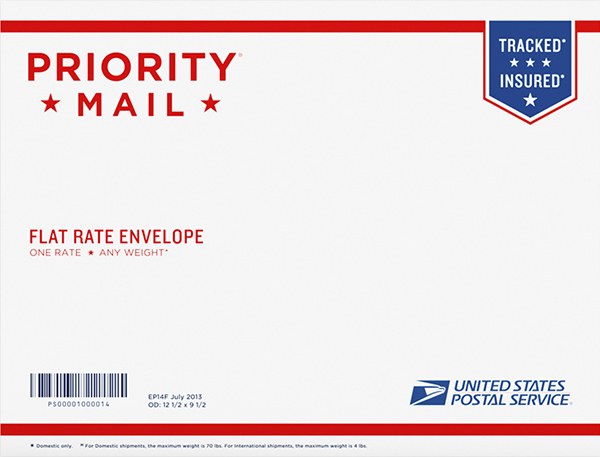 PRIORITY®
★ MAIL ★
TRACKED*
★ ★ ★
INSURED*
★
FLAT RATE ENVELOPE
ONE RATE ★ ANY WEIGHT**
PS00001000014
EP14F July 2013
OD: 12 1/2 x 9 1/2
UNITED STATES
POSTAL SERVICE®
* Domestic only. ** For Domestic shipments, the maximum weight is 70 lbs. For International shipments, the maximum weight is 4 lbs.